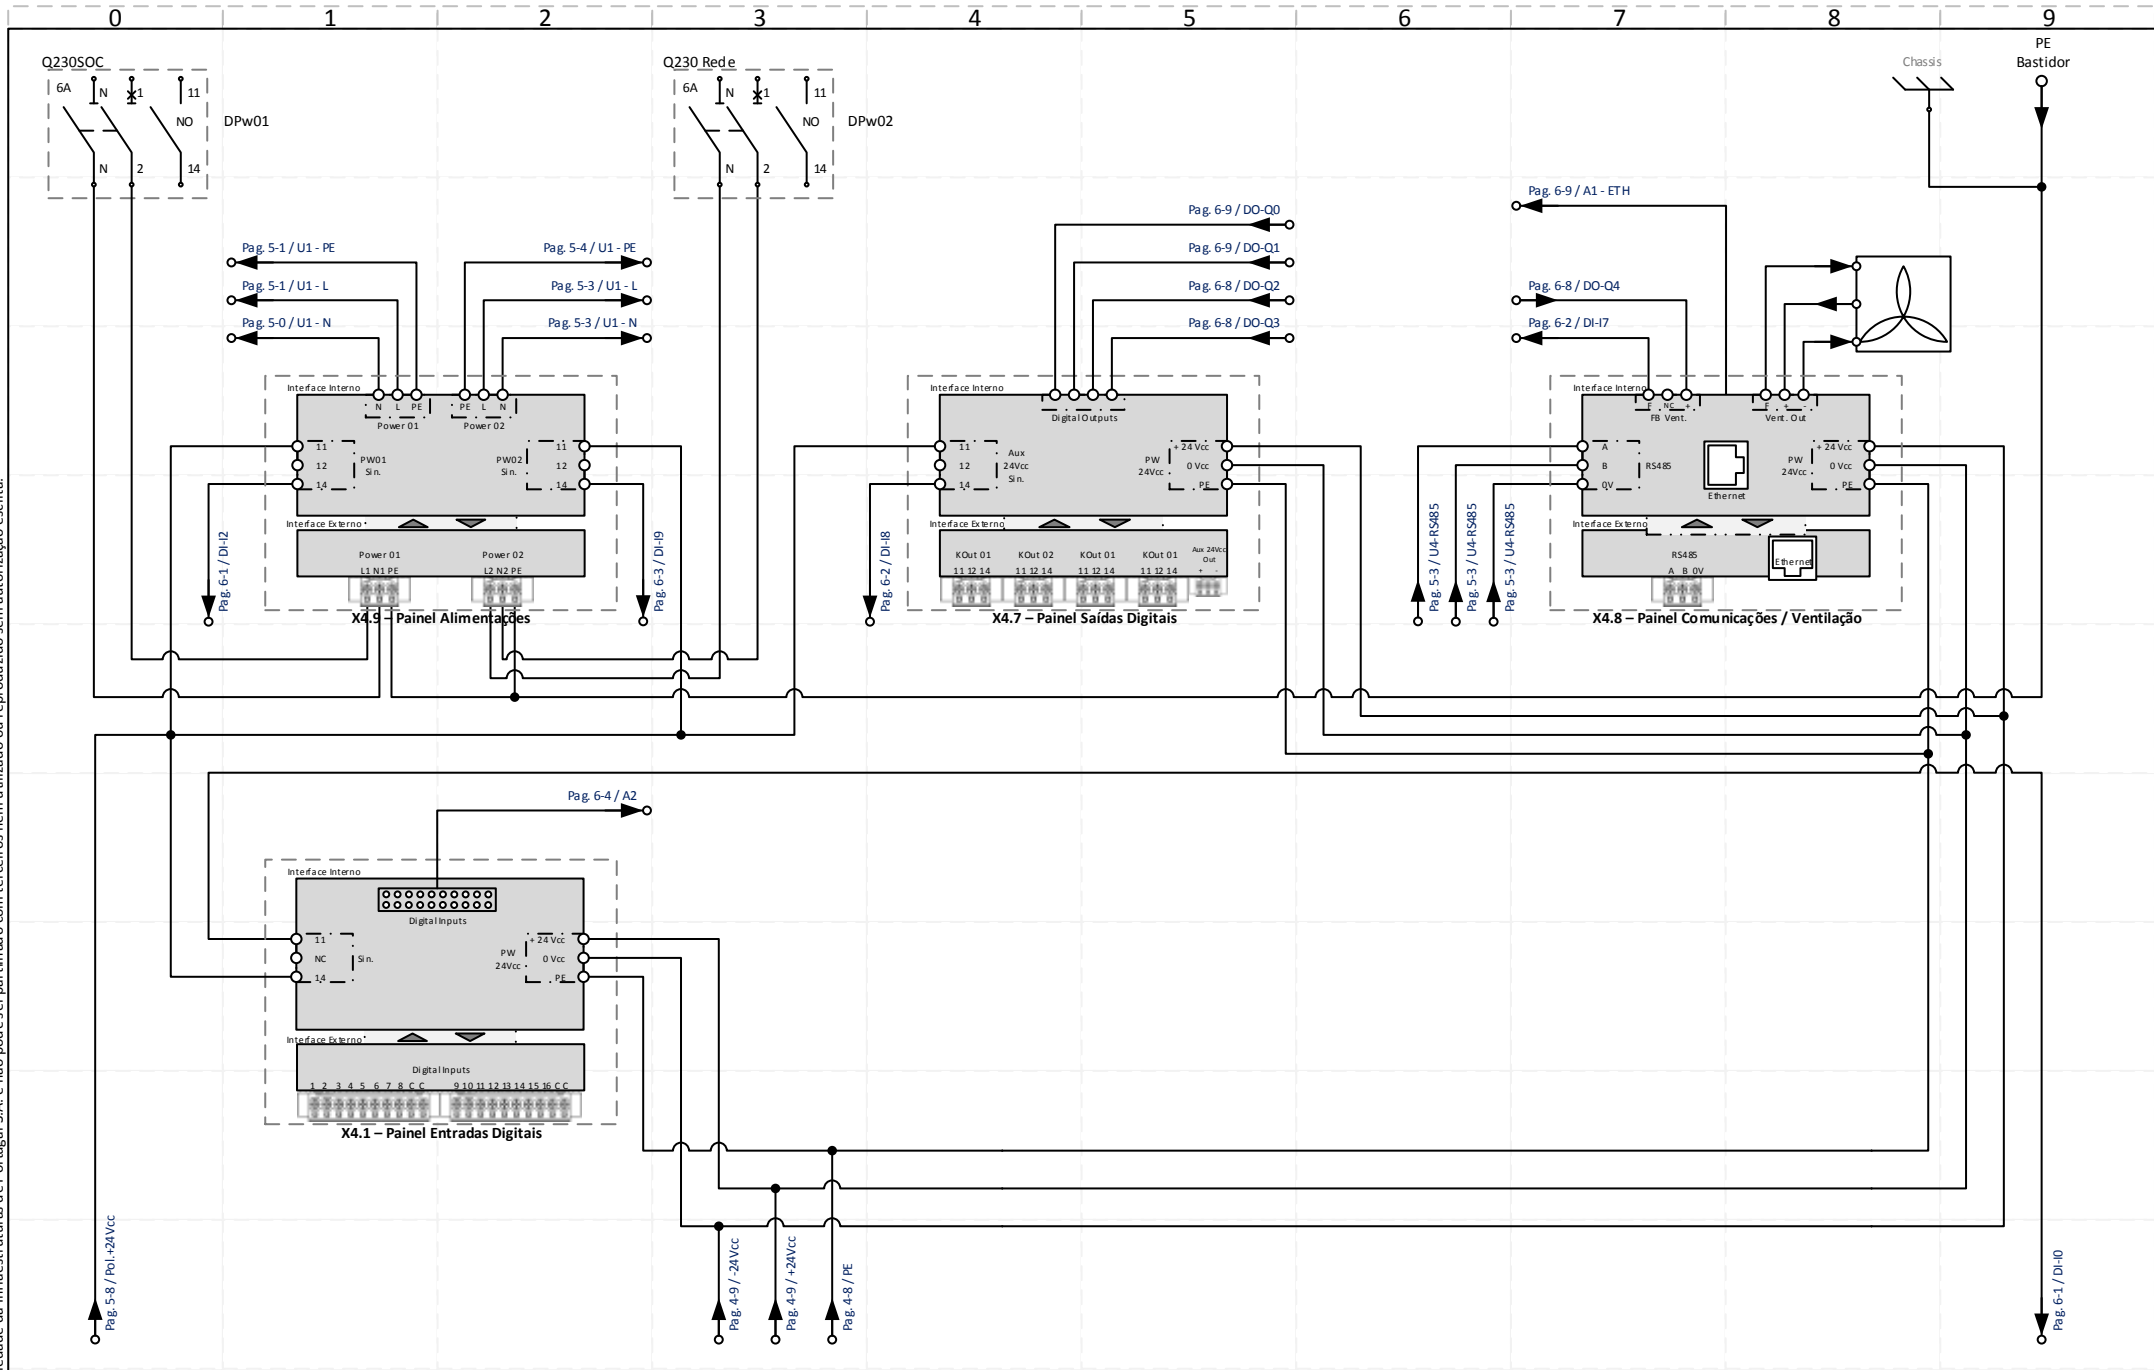 0 1 2 3 4 5 6 7 8 9
Q230SOC
6A N 1 11
NO
N 2 14
DPw01
Q230 Rede
6A N 1 11
NO
N 2 14
DPw02
Chassis
PE
Bastidor
Pag. 5-1 / U1 - PE
Pag. 5-1 / U1 - L
Pag. 5-0 / U1 - N
Pag. 5-4 / U1 - PE
Pag. 5-3 / U1 - L
Pag. 5-3 / U1 - N
Pag. 6-9 / DO-Q0
Pag. 6-9 / DO-Q1
Pag. 6-8 / DO-Q2
Pag. 6-8 / DO-Q3
Pag. 6-9 / A1 - ETH
Pag. 6-8 / DO-Q4
Pag. 6-2 / DI-I7
Interface Interno
N L PE
Power 01
PE L N
Power 02
11
12
14
PW01
Sin.
PW02
Sin.
11
12
14
Interface Externo
Power 01
L1 N1 PE
Power 02
L2 N2 PE
X4.9 – Painel Alimentações
Pag. 6-1 / DI-I2
Pag. 6-3 / DI-I9
Interface Interno
Digital Outputs
11
12
14
Aux
24Vcc
Sin.
PW
24Vcc
+ 24 Vcc
0 Vcc
PE
Interface Externo
KOut 01
11 12 14
KOut 02
11 12 14
KOut 01
11 12 14
KOut 01
11 12 14
Aux 24Vcc
Out
+ -
X4.7 – Painel Saídas Digitais
Pag. 6-2 / DI-I8
Interface Interno
F NC +
FB Vent.
F + -
Vent. Out
A
B
0V
RS485
Ethernet
PW
24Vcc
+ 24 Vcc
0 Vcc
PE
Interface Externo
RS485
A B 0V
Ethernet
X4.8 – Painel Comunicações / Ventilação
Pag. 5-3 / U4-RS485
Pag. 5-3 / U4-RS485
Pag. 5-3 / U4-RS485
Pag. 6-4 / A2
Interface Interno
Digital Inputs
11
NC
14
Sin.
PW
24Vcc
+ 24 Vcc
0 Vcc
PE
Interface Externo
Digital Inputs
1 2 3 4 5 6 7 8 C C
9 10 11 12 13 14 15 16 C C
X4.1 – Painel Entradas Digitais
Pag. 5-8 / Pol.+24Vcc
Pag. 4-9 / -24Vcc
Pag. 4-9 / +24Vcc
Pag. 4-8 / PE
Pag. 6-1 / DI-I0